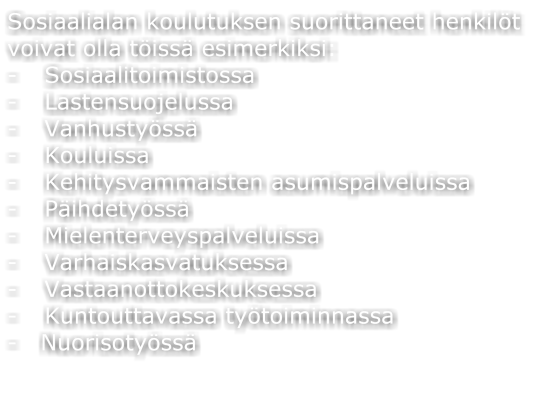 Sosiaalialan koulutuksen suorittaneet henkilöt
voivat olla töissä esimerkiksi:
- Sosiaalitoimistossa
- Lastensuojelussa
- Vanhustyössä
- Kouluissa
- Kehitysvammaisten asumispalveluissa
- Päihdetyössä
- Mielenterveyspalveluissa
- Varhaiskasvatuksessa
- Vastaanottokeskuksessa
- Kuntouttavassa työtoiminnassa
- Nuorisotyössä